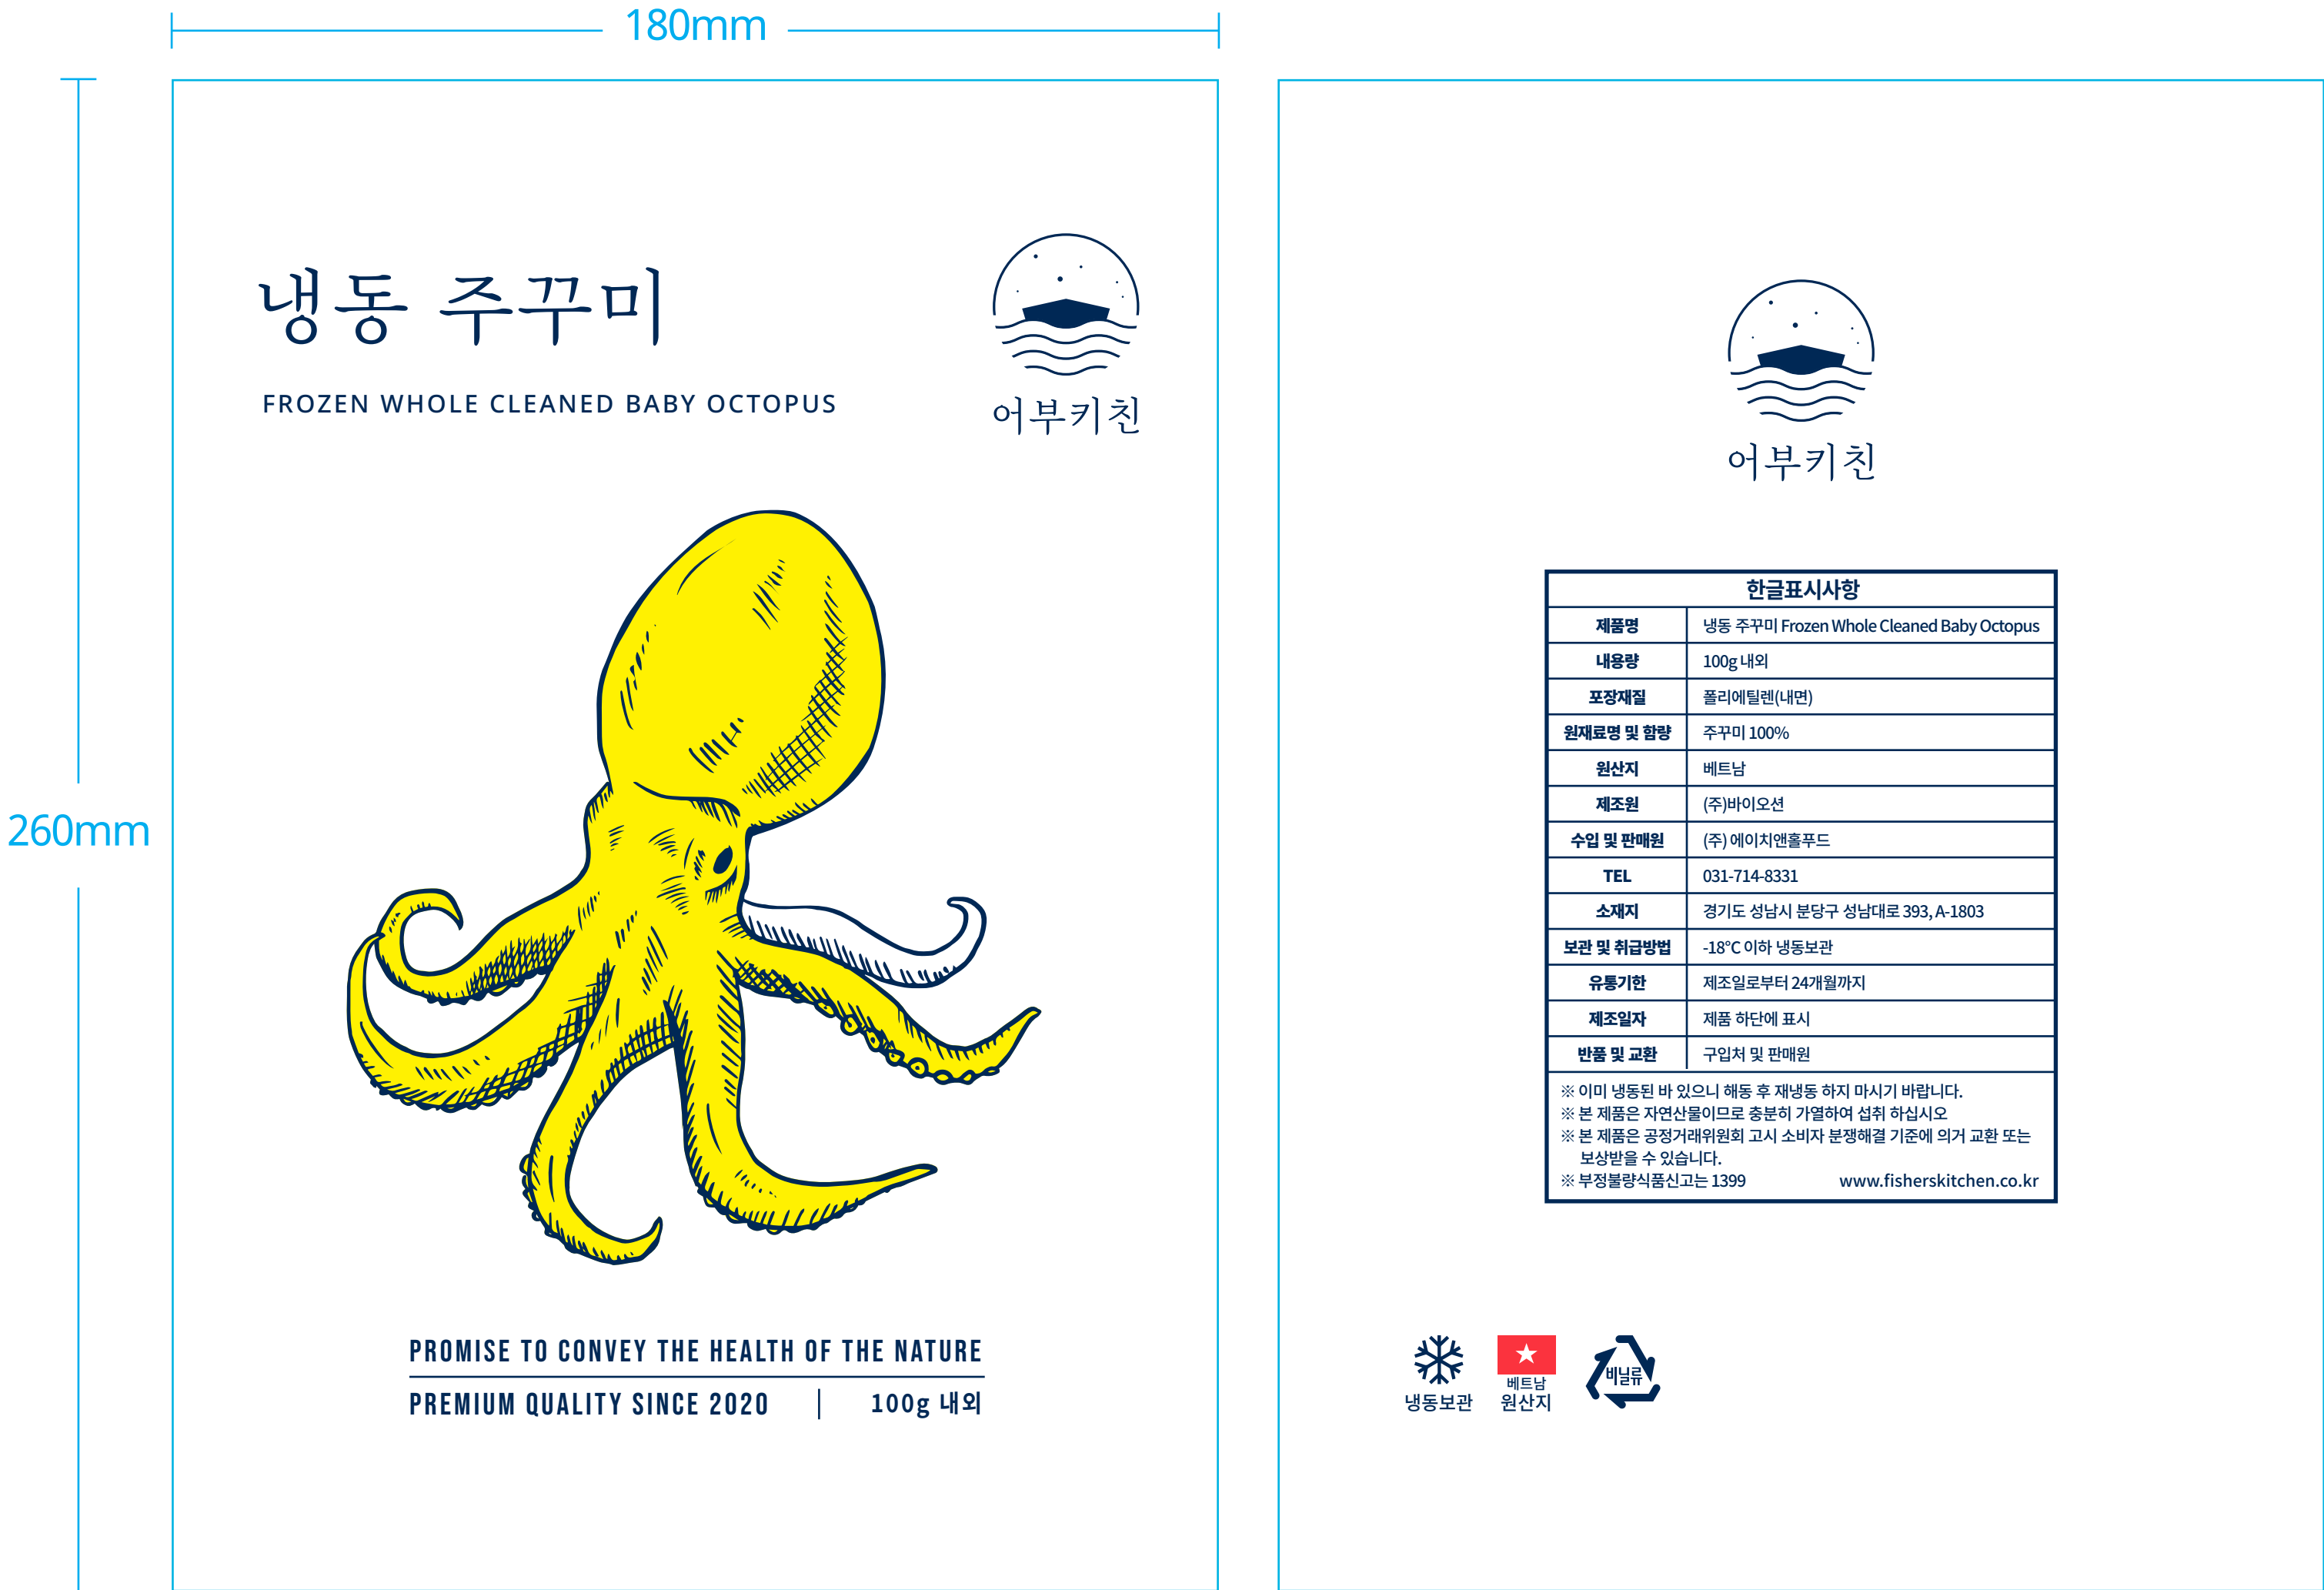 180mm
260mm
냉동 주꾸미
FROZEN WHOLE CLEANED BABY OCTOPUS
어부키친
PROMISE TO CONVEY THE HEALTH OF THE NATURE
PREMIUM QUALITY SINCE 2020 | 100g 내외
어부키친
한글표시사항
제품명 냉동 주꾸미 Frozen Whole Cleaned Baby Octopus
내용량 100g 내외
포장재질 폴리에틸렌(내면)
원재료명 및 함량 주꾸미 100%
원산지 베트남
제조원 (주)바이오션
수입 및 판매원 (주) 에이치앤홀푸드
TEL 031-714-8331
소재지 경기도 성남시 분당구 성남대로 393, A-1803
보관 및 취급방법 -18°C 이하 냉동보관
유통기한 제조일로부터 24개월까지
제조일자 제품 하단에 표시
반품 및 교환 구입처 및 판매원
※ 이미 냉동된 바 있으니 해동 후 재냉동 하지 마시기 바랍니다.
※ 본 제품은 자연산물이므로 충분히 가열하여 섭취 하십시오
※ 본 제품은 공정거래위원회 고시 소비자 분쟁해결 기준에 의거 교환 또는
보상받을 수 있습니다.
※ 부정불량식품신고는 1399 www.fisherskitchen.co.kr
냉동보관
베트남
원산지
비닐류